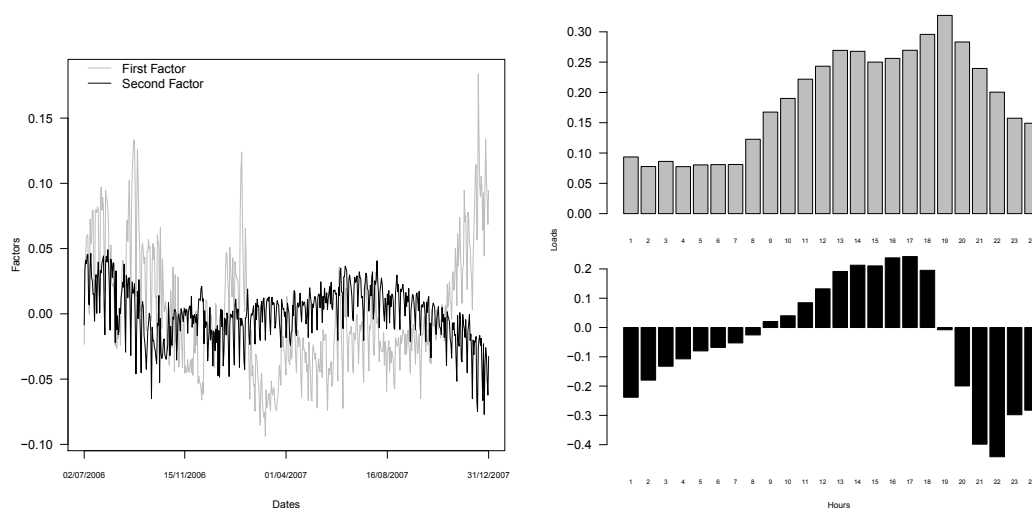 First Factor
Second Factor
Factors
0.15
0.10
0.05
0.00
−0.05
−0.10
02/07/2006 15/11/2006 01/04/2007 16/08/2007 31/12/2007
Dates
Loads
0.30
0.25
0.20
0.15
0.10
0.05
0.00
1 2 3 4 5 6 7 8 9 10 11 12 13 14 15 16 17 18 19 20 21 22 23 2
0.2
0.1
0.0
−0.1
−0.2
−0.3
−0.4
1 2 3 4 5 6 7 8 9 10 11 12 13 14 15 16 17 18 19 20 21 22 23 2
Hours